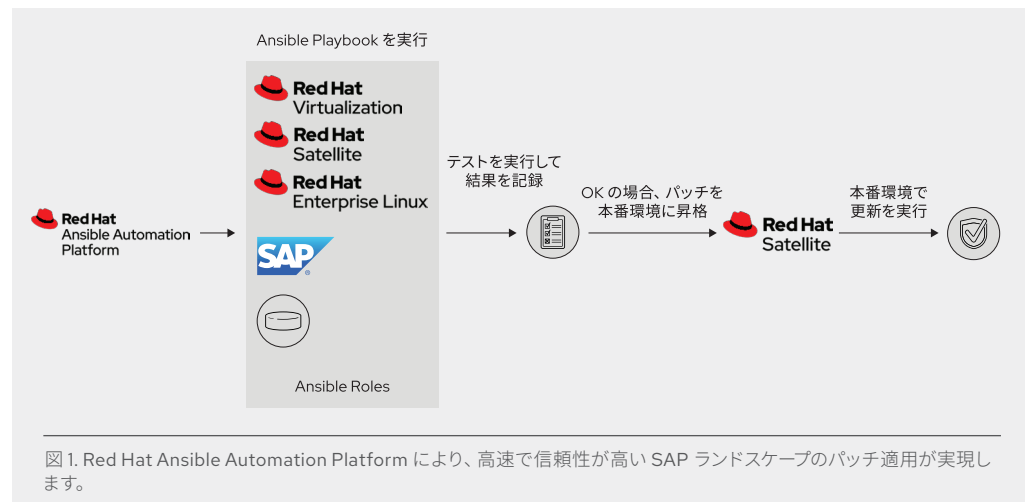 Ansible Playbook を実行
Red Hat
Virtualization
Red Hat
Satellite
Red Hat
Enterprise Linux
SAP
®
Ansible Roles
Red Hat
Ansible Automation
Platform
テストを実行して
結果を記録
OK の場合、パッチを
本番環境に昇格
Red Hat
Satellite
本番環境で
更新を実行
図 1. Red Hat Ansible Automation Platform により、高速で信頼性が高い SAP ランドスケープのパッチ適用が実現し
ます。